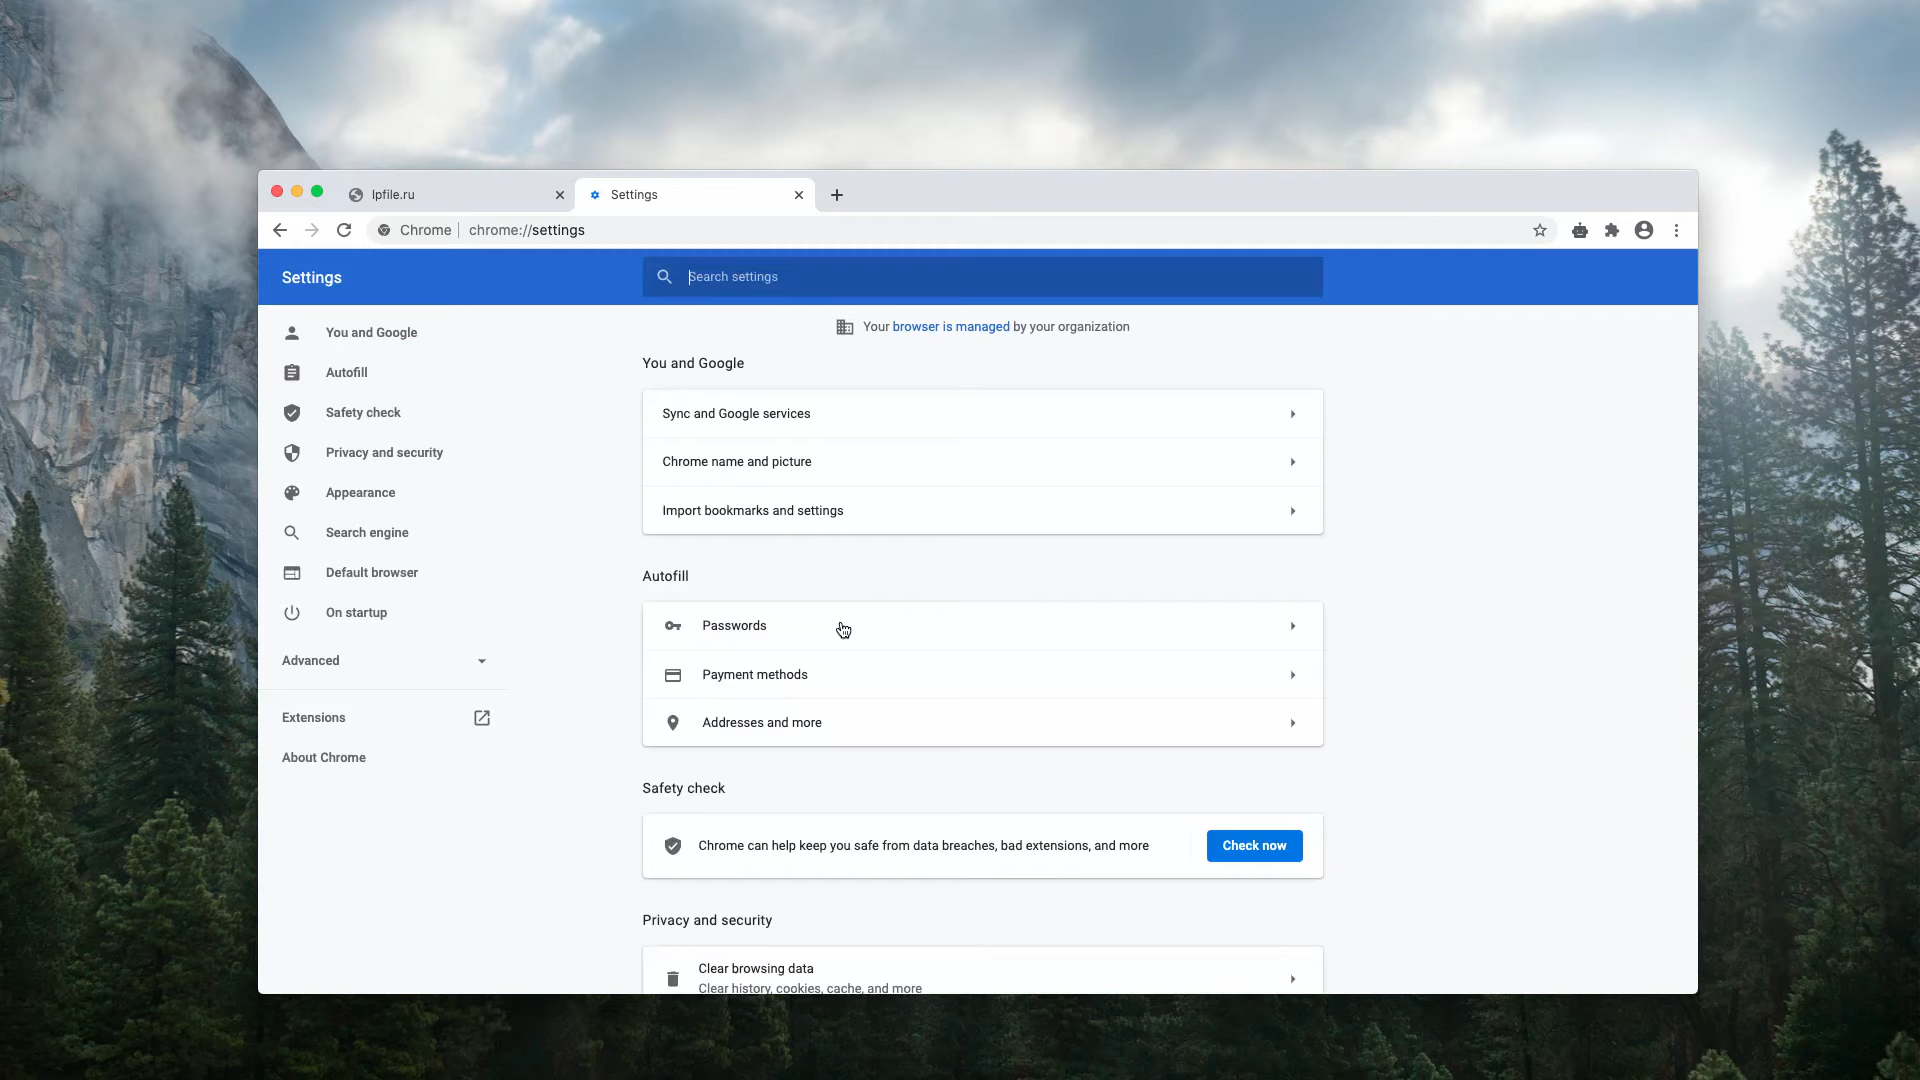 lpfile.ru
Settings
Chrome | chrome://settings
Settings
Search settings
Your browser is managed by your organization
You and Google
Autofill
Safety check
Privacy and security
Appearance
Search engine
Default browser
On startup
Advanced
Extensions
About Chrome
You and Google
Sync and Google services
Chrome name and picture
Import bookmarks and settings
Autofill
Passwords
Payment methods
Addresses and more
Safety check
Chrome can help keep you safe from data breaches, bad extensions, and more
Check now
Privacy and security
Clear browsing data
Clear history, cookies, cache, and more